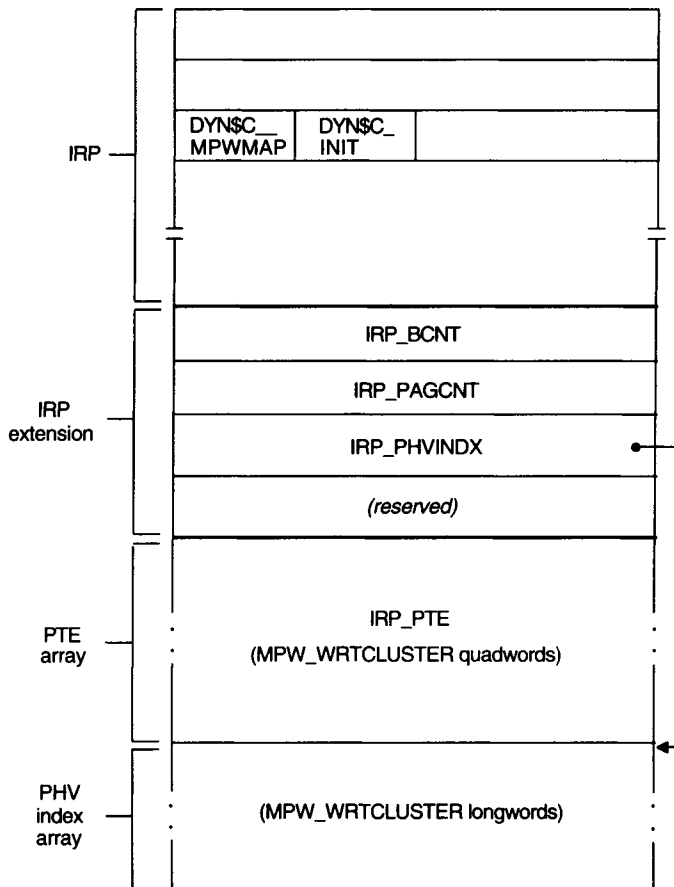 DYN$C__
MPWMAP
DYN$C_
INIT
IRP
IRP_BCNT
IRP_PAGCNT
IRP
extension
IRP_PHVINDX
(reserved)
PTE
array
IRP_PTE
(MPW_WRTCLUSTER quadwords)
PHV
index
array
(MPW_WRTCLUSTER longwords)